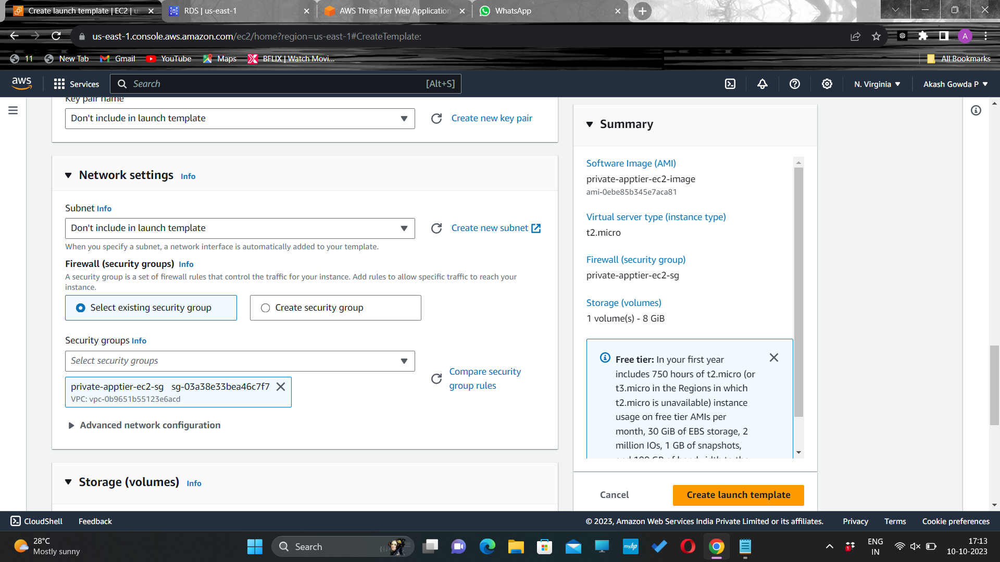 Create launch template | EC2 | u
RDS | us-east-1
AWS Three Tier Web Application
WhatsApp
us-east-1.console.aws.amazon.com/ec2/home?region=us-east-1#CreateTemplate:
A
11
New Tab
Gmail
YouTube
Maps
BFLIX | Watch Movi...
All Bookmarks
aws
Services
Search
[Alt+S]
N. Virginia
Akash Gowda P
Key pair name
Don't include in launch template
Create new key pair
Network settings Info
Subnet Info
Don't include in launch template
Create new subnet
When you specify a subnet, a network interface is automatically added to your template.
Firewall (security groups) Info
A security group is a set of firewall rules that control the traffic for your instance. Add rules to allow specific traffic to reach your
instance.
Select existing security group
Create security group
Security groups Info
Select security groups
Compare security
group rules
private-apptier-ec2-sg sg-03a38e33bea46c7f7
VPC: vpc-0b9651b55123e6acd
Advanced network configuration
Storage (volumes) Info
Summary
Software Image (AMI)
private-apptier-ec2-image
ami-0ebe85b345e7aca81
Virtual server type (instance type)
t2.micro
Firewall (security group)
private-apptier-ec2-sg
Storage (volumes)
1 volume(s) - 8 GiB
Free tier: In your first year
includes 750 hours of t2.micro (or
t3.micro in the Regions in which
t2.micro is unavailable) instance
usage on free tier AMIs per
month, 30 GiB of EBS storage, 2
million IOs, 1 GB of snapshots,
and 100 GB of bandwidth to the
Cancel
Create launch template
CloudShell
Feedback
© 2023, Amazon Web Services India Private Limited or its affiliates.
Privacy
Terms
Cookie preferences
28°C
Mostly sunny
Search
myhp
1
ENG
IN
17:13
10-10-2023